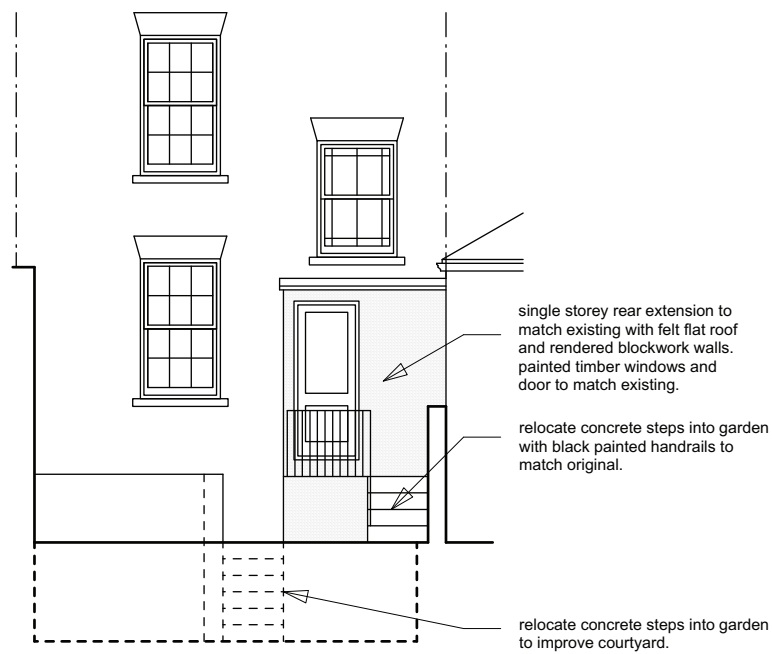 single storey rear extension to
match existing with felt flat roof
and rendered blockwork walls.
painted timber windows and
door to match existing.
relocate concrete steps into garden
with black painted handrails to
match original.
relocate concrete steps into garden
to improve courtyard.